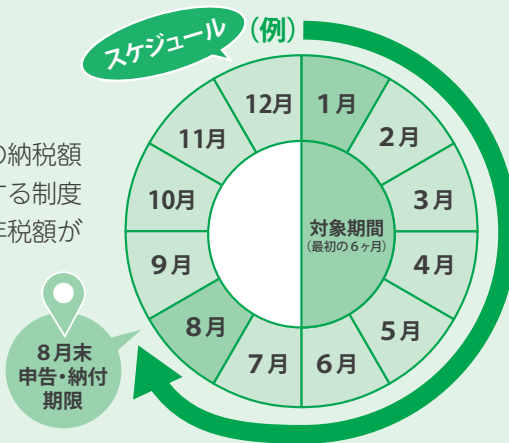 スケジュール（例）
の納税額
する制度
年税額が
1月
2月
3月
4月
5月
6月
7月
8月
9月
10月
11月
12月
対象期間
（最初の6ヶ月）
8月末
申告・納付
期限